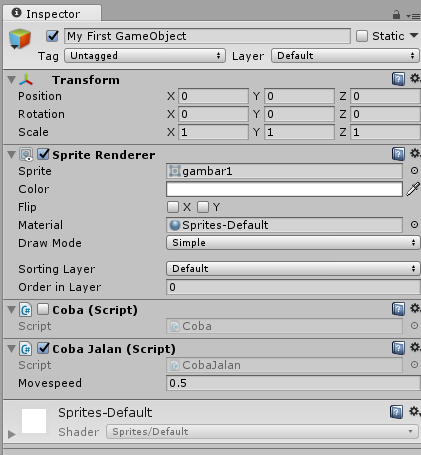 Inspector
My First GameObject Static
Tag Untagged Layer Default
Transform
Position X 0 Y 0 Z 0
Rotation X 0 Y 0 Z 0
Scale X 1 Y 1 Z 1
Sprite Renderer
Sprite gambar1
Color
Flip X Y
Material Sprites-Default
Draw Mode Simple
Sorting Layer Default
Order in Layer 0
Coba (Script)
Script Coba
Coba Jalan (Script)
Script CobaJalan
Movespeed 0.5
Sprites-Default
Shader Sprites/Default